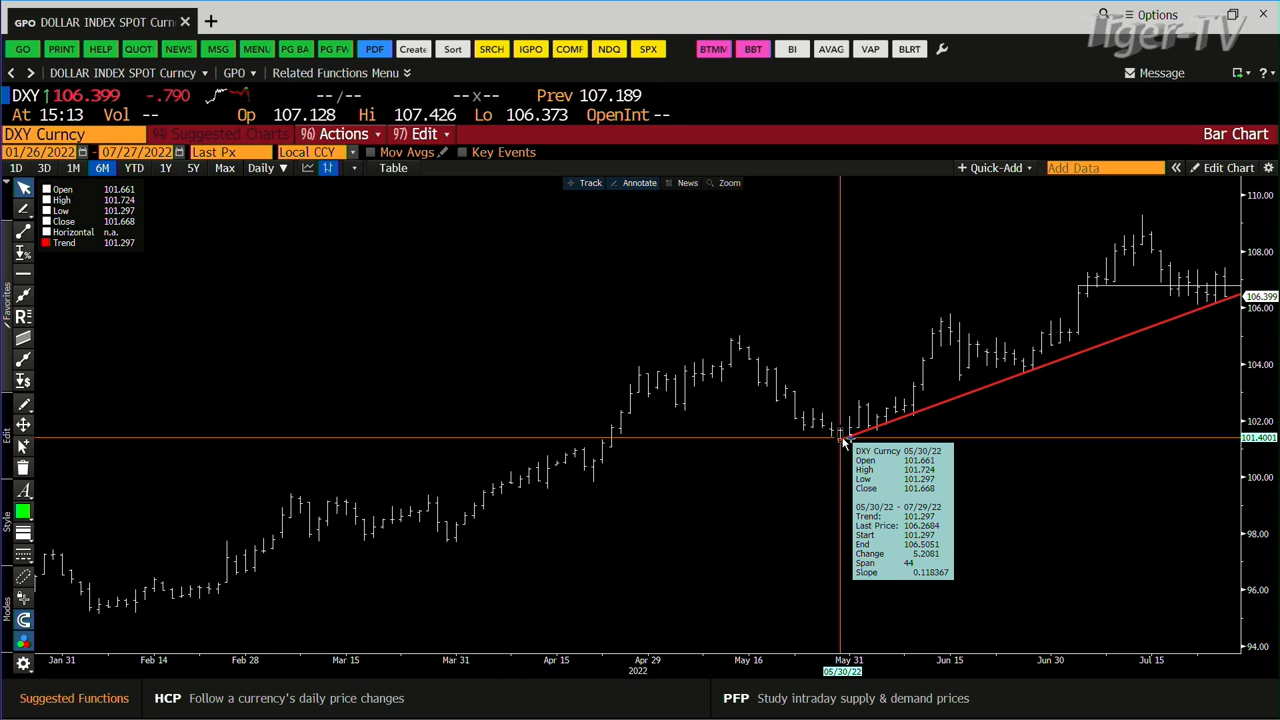 GPO DOLLAR INDEX SPOT Curn
Options
Tiger-TV
GO PRINT HELP QUOT NEWS MSG MENU PG BA PG FW PDF Create Sort SRCH IGPO COMF NDQ SPX BTMM BBT BI AVAG VAP BLRT
DOLLAR INDEX SPOT Curncy GPO Related Functions Menu Message ?
DXY 106.399 -.790 --/-- --x-- Prev 107.189
At 15:13 Vol -- Op 107.128 Hi 107.426 Lo 106.373 OpenInt --
DXY Curncy 94) Suggested Charts 96) Actions 97) Edit Bar Chart
01/26/2022 - 07/27/2022 Last Px Local CCY Mov Avgs Key Events
1D 3D 1M 6M YTD 1Y 5Y Max Daily Table + Quick-Add Add Data Edit Chart
Track Annotate News Zoom
Open 101.661
High 101.724
Low 101.297
Close 101.668
Horizontal n.a.
Trend 101.297
Favorites
Edit
Style
Modes
110.00
108.00
106.399
106.00
104.00
102.00
101.4001
100.00
98.00
96.00
94.00
DXY Curncy 05/30/22
Open 101.661
High 101.724
Low 101.297
Close 101.668
05/30/22 - 07/29/22
Trend: 101.297
Last Price: 106.2684
Start 101.297
End 106.5051
Change 5.2081
Span 44
Slope 0.118367
Jan 31 Feb 14 Feb 28 Mar 15 Mar 31 Apr 15 Apr 29 May 16 May 31 Jun 15 Jun 30 Jul 15
2022 05/30/22
Suggested Functions HCP Follow a currency's daily price changes PFP Study intraday supply & demand prices